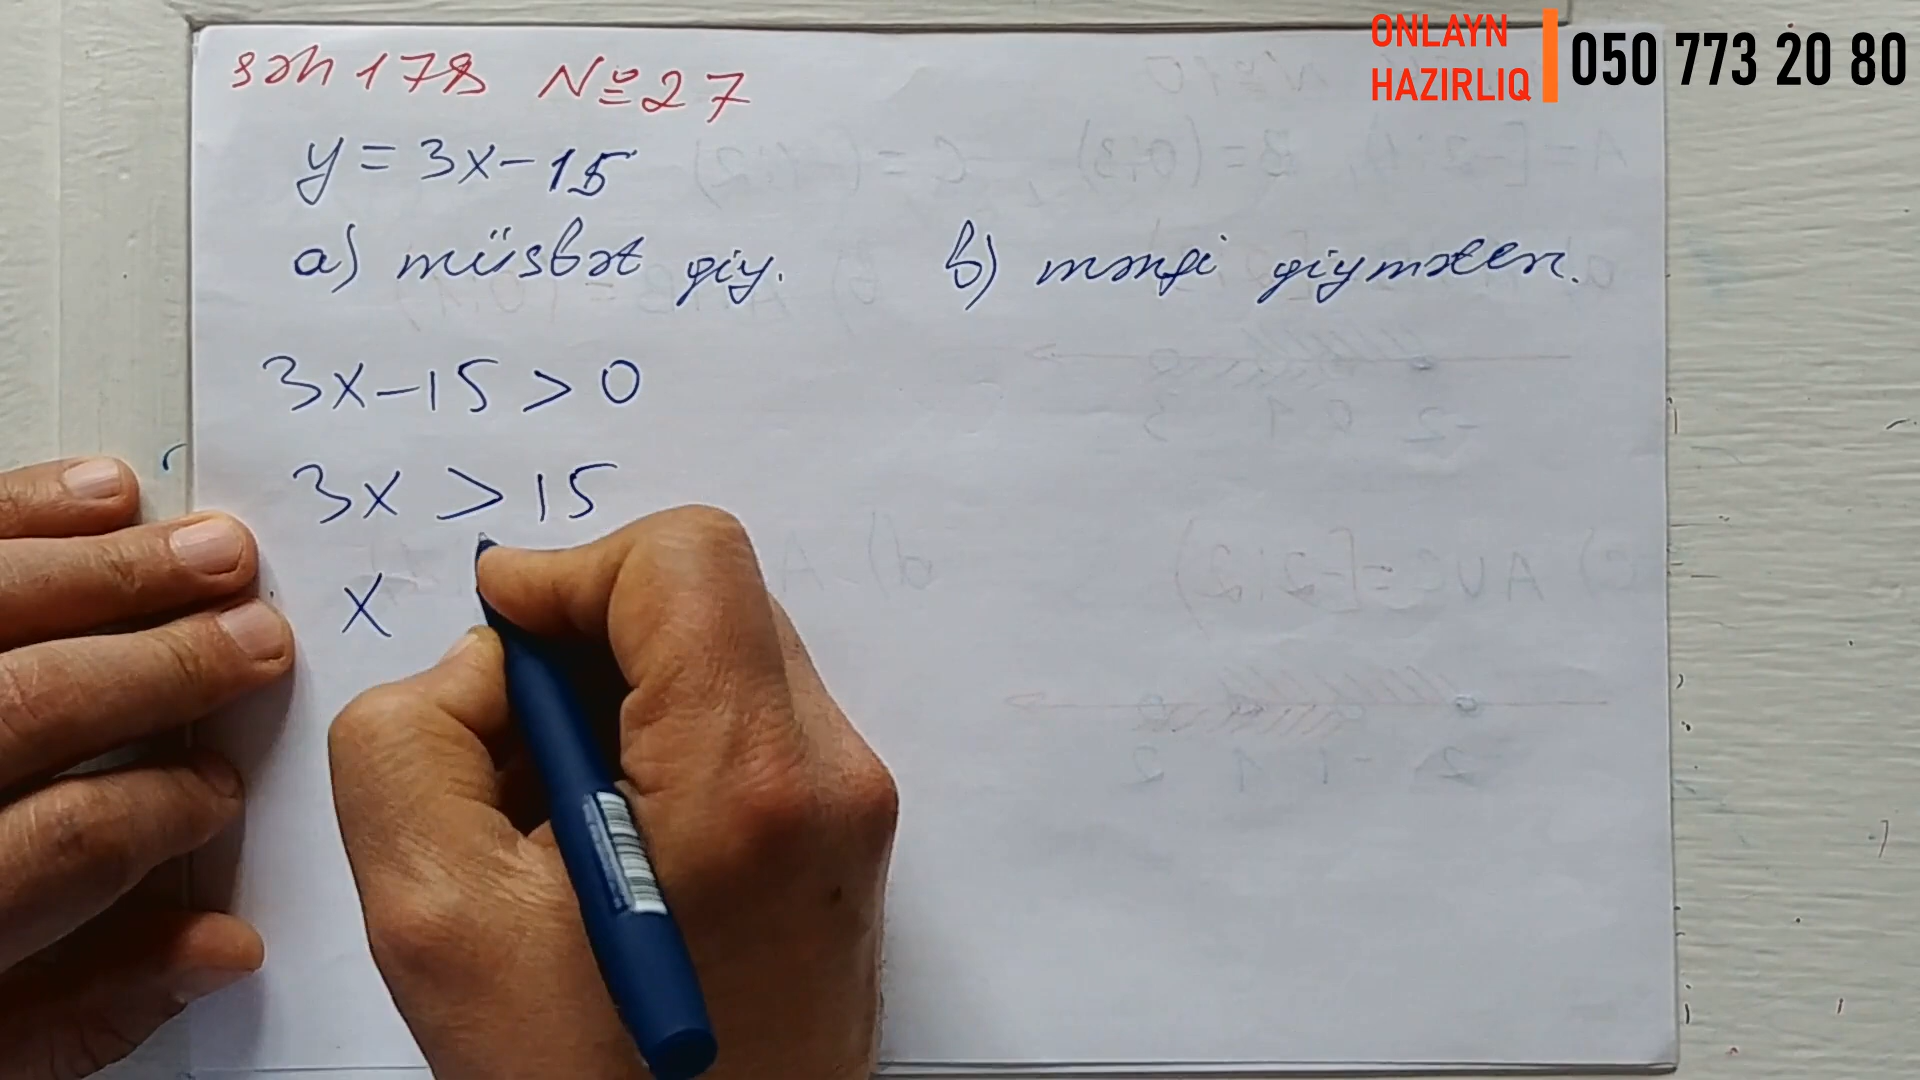 ONLAYN
HAZIRLIQ
050 773 20 80
səh 178 №27
y = 3x - 15
a) müsbət qiy.
b) mənfi qiymətlər.
3x - 15 > 0
3x > 15
x